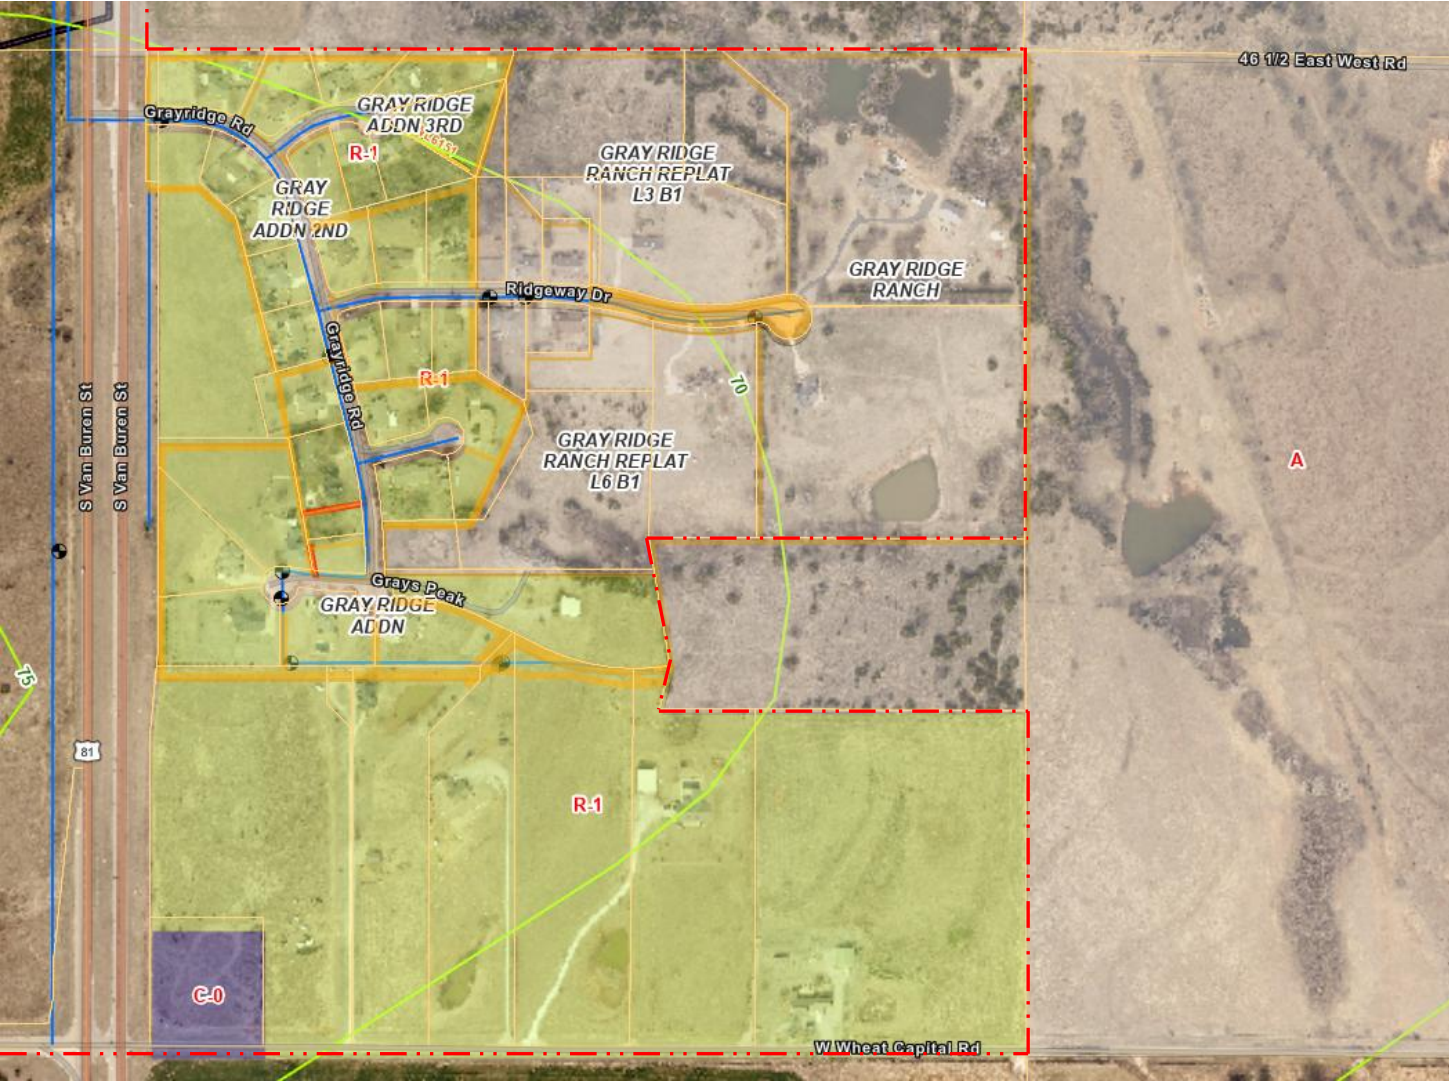 46 1/2 East West Rd
Grayridge Rd
GRAY RIDGE
ADDN 3RD
R-1
GRAY RIDGE
RANCH REPLAT
L3 B1
GRAY
RIDGE
ADDN 2ND
GRAY RIDGE
RANCH
Ridgeway Dr
Grayridge Rd
R-1
70
S Van Buren St
S Van Buren St
GRAY RIDGE
RANCH REPLAT
L6 B1
A
Grays Peak
GRAY RIDGE
ADDN
75
81
R-1
C-0
W Wheat Capital Rd